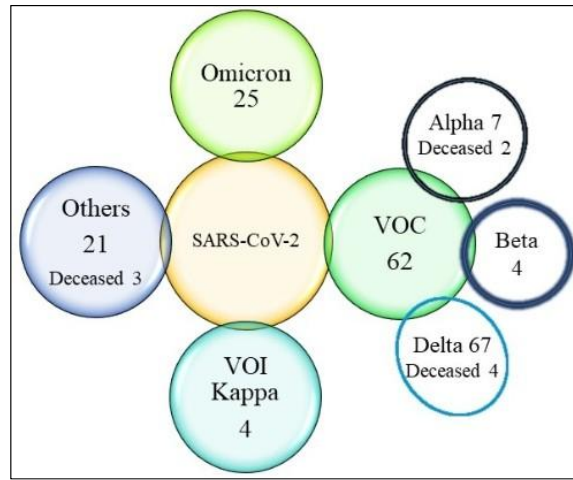 Omicron
25
Alpha 7
Deceased 2
Others
21
Deceased 3
SARS-CoV-2
VOC
62
Beta
4
Delta 67
Deceased 4
VOI
Kappa
4